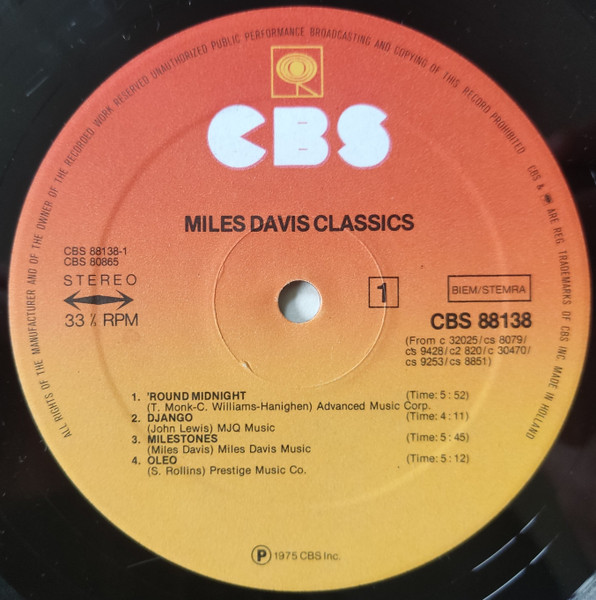 ALL RIGHTS OF THE MANUFACTURER AND OF THE OWNER OF THE RECORDED WORK RESERVED UNAUTHORIZED PUBLIC PERFORMANCE BROADCASTING AND COPYING OF THIS RECORD PROHIBITED CBS & ARE REG. TRADEMARKS OF CBS INC. MADE IN HOLLAND
CBS
MILES DAVIS CLASSICS
CBS 88138-1
CBS 80865
STEREO
33 ⅓ RPM
1
BIEM/STEMRA
CBS 88138
(From c 32025/cs 8079/
cs 9428/c2 820/c 30470/
cs 9253/cs 8851)
1. 'ROUND MIDNIGHT (Time: 5 : 52)
(T. Monk-C. Williams-Hanighen) Advanced Music Corp.
2. DJANGO (Time: 4 : 11)
(John Lewis) MJQ Music
3. MILESTONES (Time: 5 : 45)
(Miles Davis) Miles Davis Music
4. OLEO (Time: 5 : 12)
(S. Rollins) Prestige Music Co.
℗ 1975 CBS Inc.